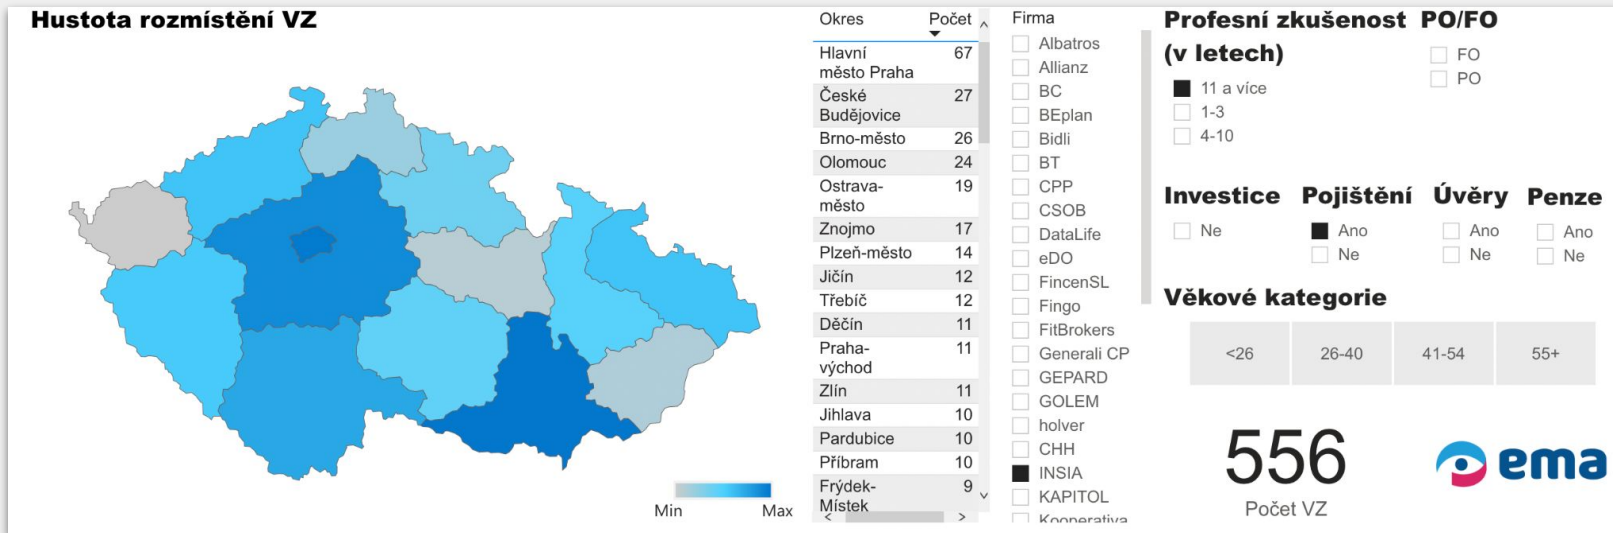 Hustota rozmístění VZ
Min Max
Okres Počet
Hlavní
město Praha 67
České
Budějovice 27
Brno-město 26
Olomouc 24
Ostrava-
město 19
Znojmo 17
Plzeň-město 14
Jičín 12
Třebíč 12
Děčín 11
Praha-
východ 11
Zlín 11
Jihlava 10
Pardubice 10
Příbram 10
Frýdek-
Místek 9
Firma
Albatros
Allianz
BC
BEplan
Bidli
BT
CPP
CSOB
DataLife
eDO
FincenSL
Fingo
FitBrokers
Generali CP
GEPARD
GOLEM
holver
CHH
INSIA
KAPITOL
Kooperativa
Profesní zkušenost
(v letech)
11 a více
1-3
4-10
PO/FO
FO
PO
Investice
Ne
Pojištění
Ano
Ne
Úvěry
Ano
Ne
Penze
Ano
Ne
Věkové kategorie
<26 26-40 41-54 55+
556
Počet VZ
ema